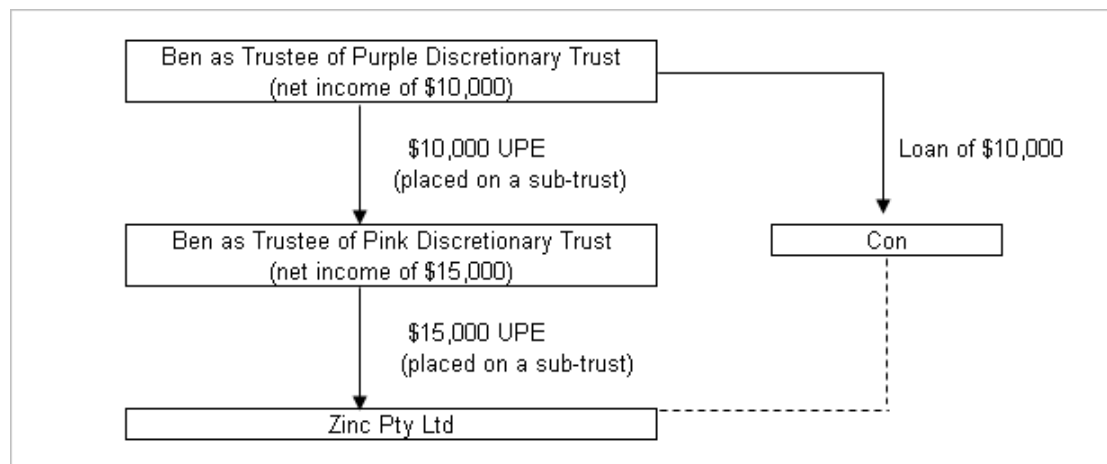 Ben as Trustee of Purple Discretionary Trust
(net income of $10,000)
$10,000 UPE
(placed on a sub-trust)
Loan of $10,000
Ben as Trustee of Pink Discretionary Trust
(net income of $15,000)
Con
$15,000 UPE
(placed on a sub-trust)
Zinc Pty Ltd